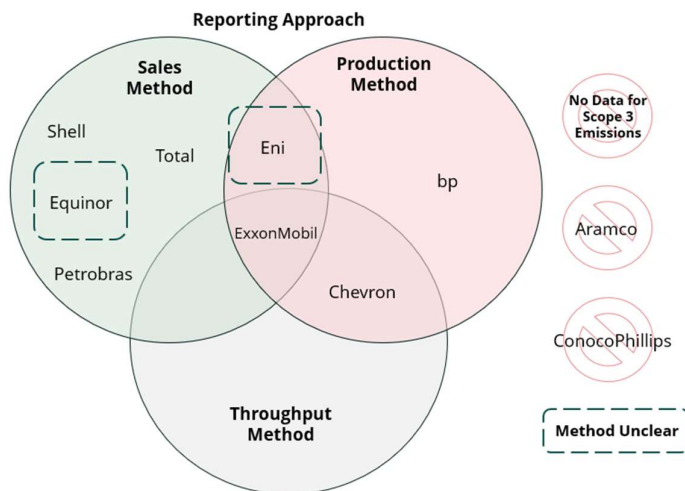 Reporting Approach
Sales
Method
Production
Method
No Data for
Scope 3
Emissions
Shell
Total
Eni
Equinor
bp
Aramco
ExxonMobil
Petrobras
Chevron
ConocoPhillips
Throughput
Method
Method Unclear